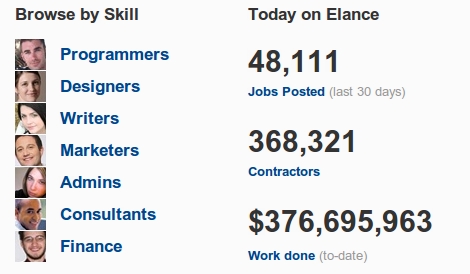 Browse by Skill
Programmers
Designers
Writers
Marketers
Admins
Consultants
Finance
Today on Elance
48,111
Jobs Posted (last 30 days)
368,321
Contractors
$376,695,963
Work done (to-date)